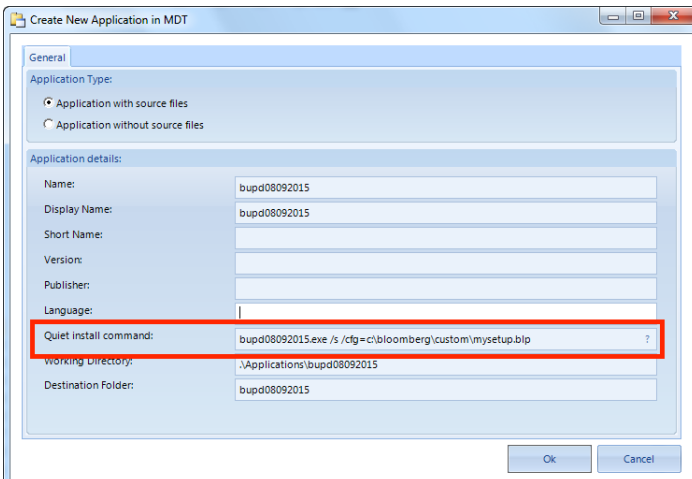 Create New Application in MDT
General
Application Type:
Application with source files
Application without source files
Application details:
Name: bupd08092015
Display Name: bupd08092015
Short Name:
Version:
Publisher:
Language:
Quiet install command: bupd08092015.exe /s /cfg=c:\bloomberg\custom\mysetup.blp ?
Working Directory: .\Applications\bupd08092015
Destination Folder: bupd08092015
Ok Cancel